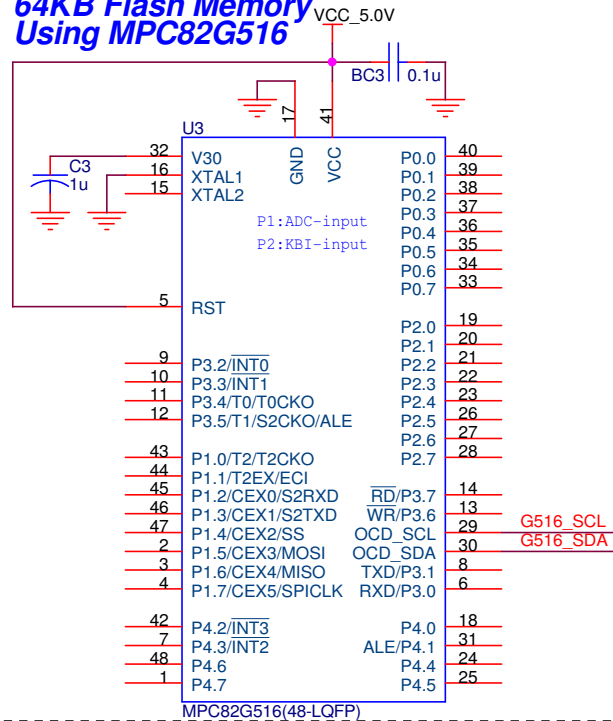 64KB Flash Memory
Using MPC82G516
VCC_5.0V
BC3 0.1u
17
41
U3
GND
VCC
32 V30
16 XTAL1
15 XTAL2
C3
1u
P1:ADC-input
P2:KBI-input
5 RST
9 P3.2/INT0
10 P3.3/INT1
11 P3.4/T0/T0CKO
12 P3.5/T1/S2CKO/ALE
43 P1.0/T2/T2CKO
44 P1.1/T2EX/ECI
45 P1.2/CEX0/S2RXD
46 P1.3/CEX1/S2TXD
47 P1.4/CEX2/SS
2 P1.5/CEX3/MOSI
3 P1.6/CEX4/MISO
4 P1.7/CEX5/SPICLK
42 P4.2/INT3
7 P4.3/INT2
48 P4.6
1 P4.7
P0.0 40
P0.1 39
P0.2 38
P0.3 37
P0.4 36
P0.5 35
P0.6 34
P0.7 33
P2.0 19
P2.1 20
P2.2 21
P2.3 22
P2.4 23
P2.5 26
P2.6 27
P2.7 28
RD/P3.7 14
WR/P3.6 13
OCD_SCL 29 G516_SCL
OCD_SDA 30 G516_SDA
TXD/P3.1 8
RXD/P3.0 6
P4.0 18
ALE/P4.1 31
P4.4 24
P4.5 25
MPC82G516(48-LQFP)